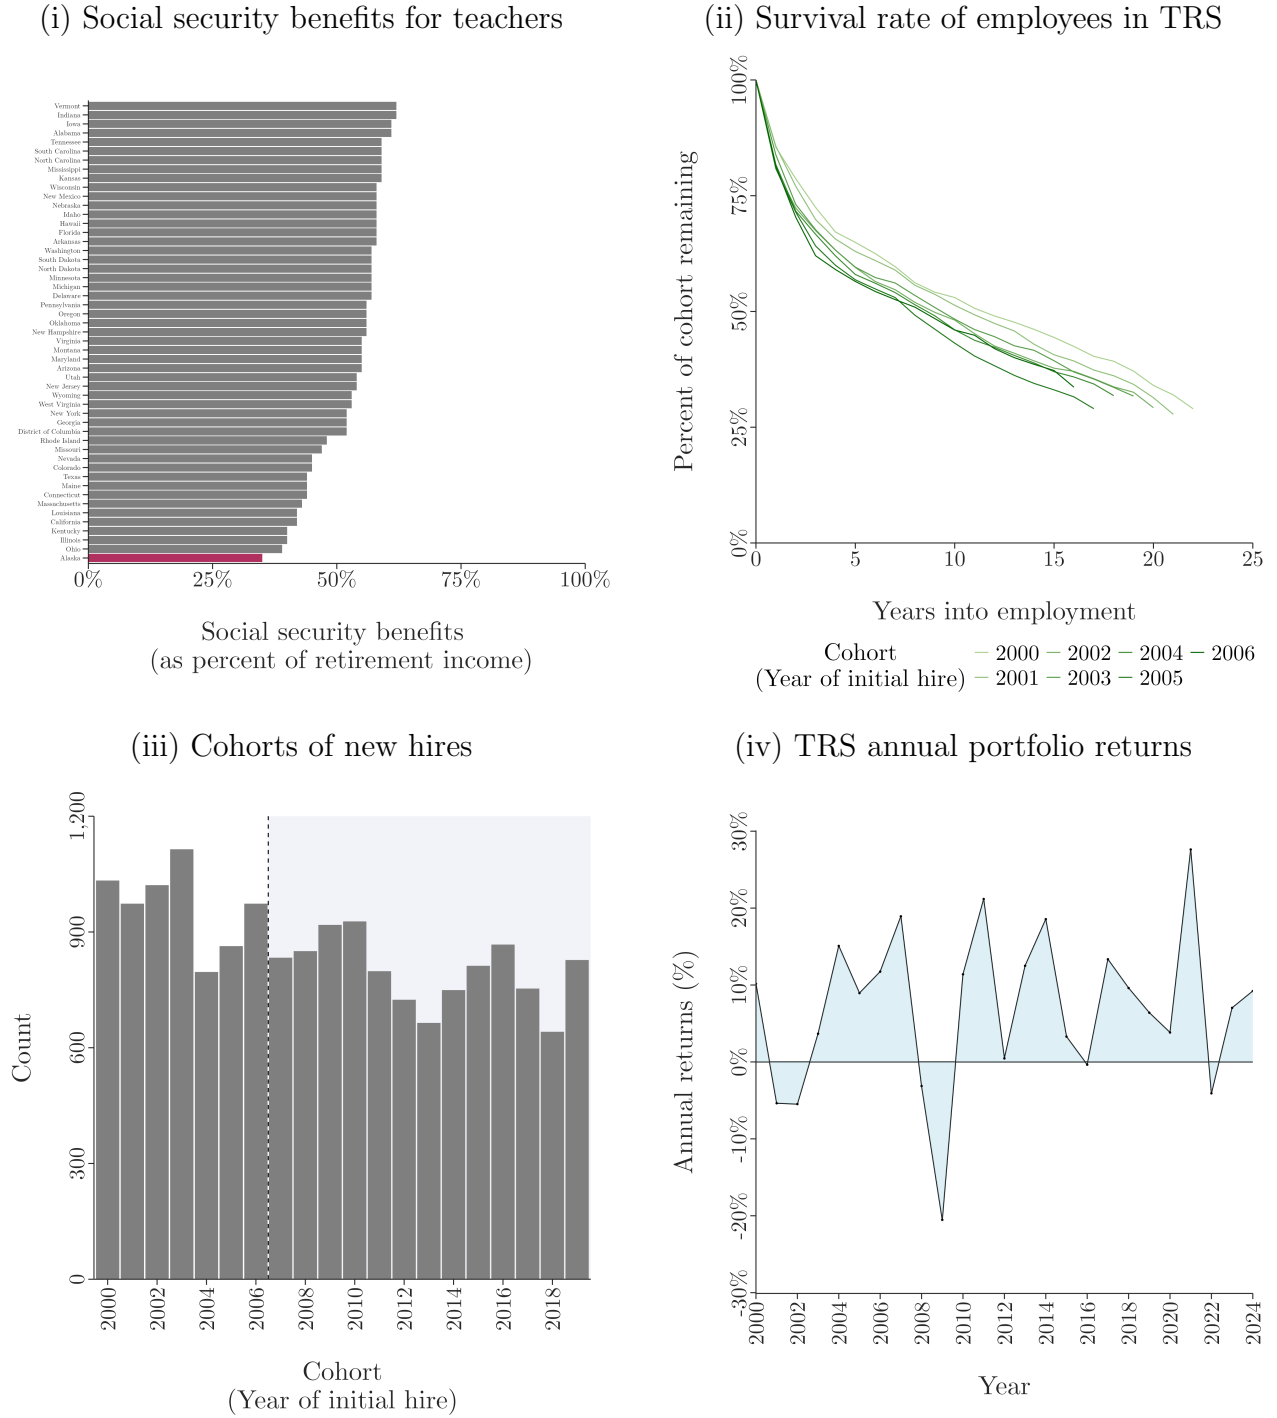 (i) Social security benefits for teachers
Vermont
Indiana
Iowa
Alabama
Tennessee
South Carolina
North Carolina
Mississippi
Kansas
Wisconsin
New Mexico
Nebraska
Idaho
Hawaii
Florida
Arkansas
Washington
South Dakota
North Dakota
Minnesota
Michigan
Delaware
Pennsylvania
Oregon
Oklahoma
New Hampshire
Virginia
Montana
Maryland
Arizona
Utah
New Jersey
Wyoming
West Virginia
New York
Georgia
District of Columbia
Rhode Island
Missouri
Nevada
Colorado
Texas
Maine
Connecticut
Massachusetts
Louisiana
California
Kentucky
Illinois
Ohio
Alaska
0% 25% 50% 75% 100%
Social security benefits
(as percent of retirement income)
(ii) Survival rate of employees in TRS
Percent of cohort remaining
100%
75%
50%
25%
0%
0 5 10 15 20 25
Years into employment
Cohort
(Year of initial hire)
2000 2002 2004 2006
2001 2003 2005
(iii) Cohorts of new hires
Count
1,200
900
600
300
0
2000 2002 2004 2006 2008 2010 2012 2014 2016 2018
Cohort
(Year of initial hire)
(iv) TRS annual portfolio returns
Annual returns (%)
30%
20%
10%
0%
-10%
-20%
-30%
2000 2002 2004 2006 2008 2010 2012 2014 2016 2018 2020 2022 2024
Year